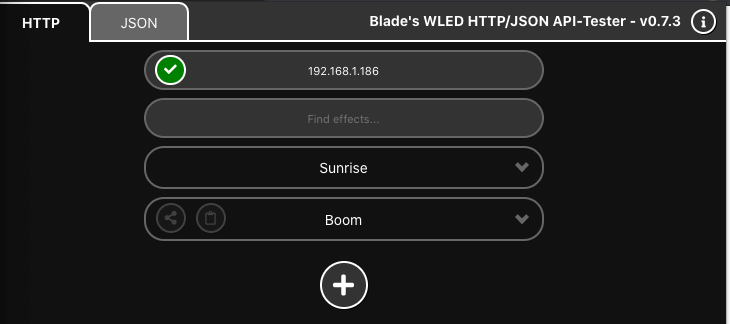 HTTP
JSON
Blade's WLED HTTP/JSON API-Tester - v0.7.3
192.168.1.186
Find effects...
Sunrise
Boom